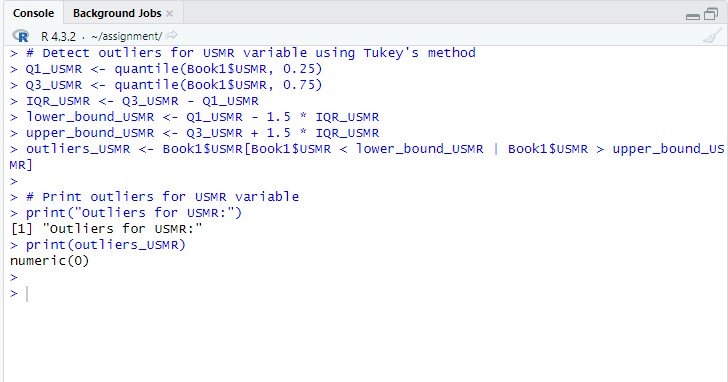 Console Background Jobs ×
R 4.3.2 · ~/assignment/
> # Detect outliers for USMR variable using Tukey's method
> Q1_USMR <- quantile(Book1$USMR, 0.25)
> Q3_USMR <- quantile(Book1$USMR, 0.75)
> IQR_USMR <- Q3_USMR - Q1_USMR
> lower_bound_USMR <- Q1_USMR - 1.5 * IQR_USMR
> upper_bound_USMR <- Q3_USMR + 1.5 * IQR_USMR
> outliers_USMR <- Book1$USMR[Book1$USMR < lower_bound_USMR | Book1$USMR > upper_bound_US
MR]
>
> # Print outliers for USMR variable
> print("Outliers for USMR:")
[1] "Outliers for USMR:"
> print(outliers_USMR)
numeric(0)
>
>